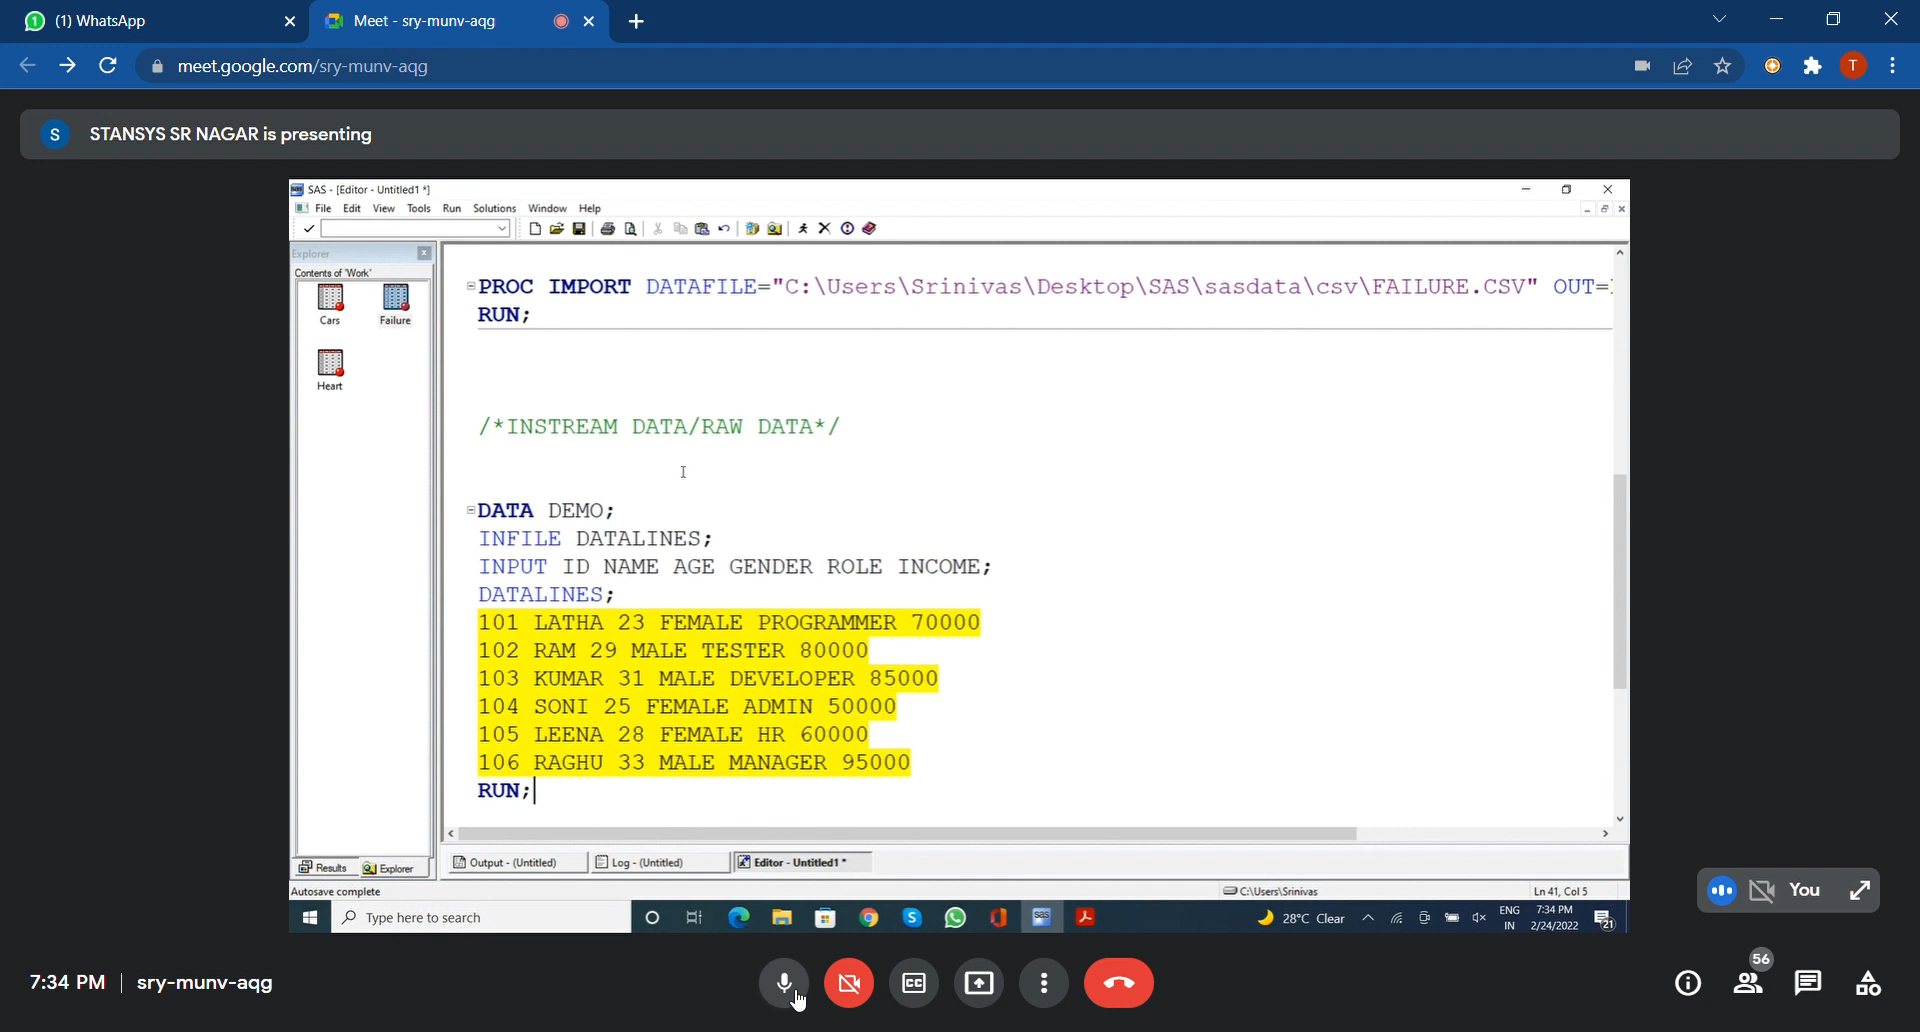 (1) WhatsApp
Meet - sry-munv-aqg
meet.google.com/sry-munv-aqg
T
S STANSYS SR NAGAR is presenting
SAS - [Editor - Untitled1 *]
File Edit View Tools Run Solutions Window Help
Explorer
Contents of 'Work'
Cars Failure
Heart
PROC IMPORT DATAFILE="C:\Users\Srinivas\Desktop\SAS\sasdata\csv\FAILURE.CSV" OUT=
RUN;
/*INSTREAM DATA/RAW DATA*/
DATA DEMO;
INFILE DATALINES;
INPUT ID NAME AGE GENDER ROLE INCOME;
DATALINES;
101 LATHA 23 FEMALE PROGRAMMER 70000
102 RAM 29 MALE TESTER 80000
103 KUMAR 31 MALE DEVELOPER 85000
104 SONI 25 FEMALE ADMIN 50000
105 LEENA 28 FEMALE HR 60000
106 RAGHU 33 MALE MANAGER 95000
RUN;
Results Explorer
Output - (Untitled) Log - (Untitled) Editor - Untitled1 *
Autosave complete
C:\Users\Srinivas
Ln 41, Col 5
You
Type here to search
28°C Clear
ENG
IN
7:34 PM
2/24/2022
21
7:34 PM | sry-munv-aqg
CC
56